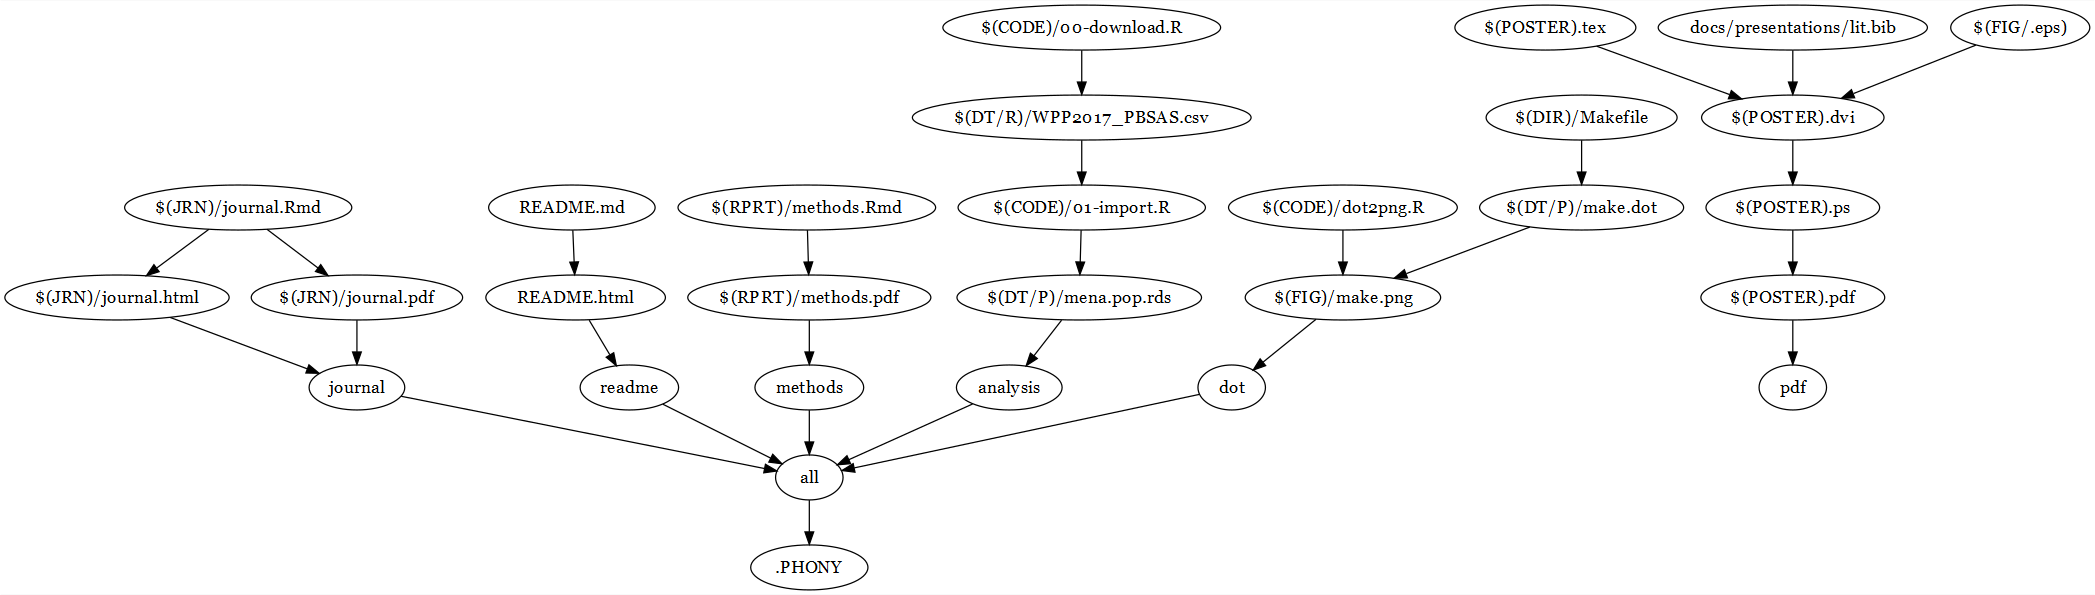 $(CODE)/00-download.R
$(POSTER).tex
docs/presentations/lit.bib
$(FIG/.eps)
$(DT/R)/WPP2017_PBSAS.csv
$(DIR)/Makefile
$(POSTER).dvi
$(JRN)/journal.Rmd
README.md
$(RPRT)/methods.Rmd
$(CODE)/01-import.R
$(CODE)/dot2png.R
$(DT/P)/make.dot
$(POSTER).ps
$(JRN)/journal.html
$(JRN)/journal.pdf
README.html
$(RPRT)/methods.pdf
$(DT/P)/mena.pop.rds
$(FIG)/make.png
$(POSTER).pdf
journal
readme
methods
analysis
dot
pdf
all
.PHONY